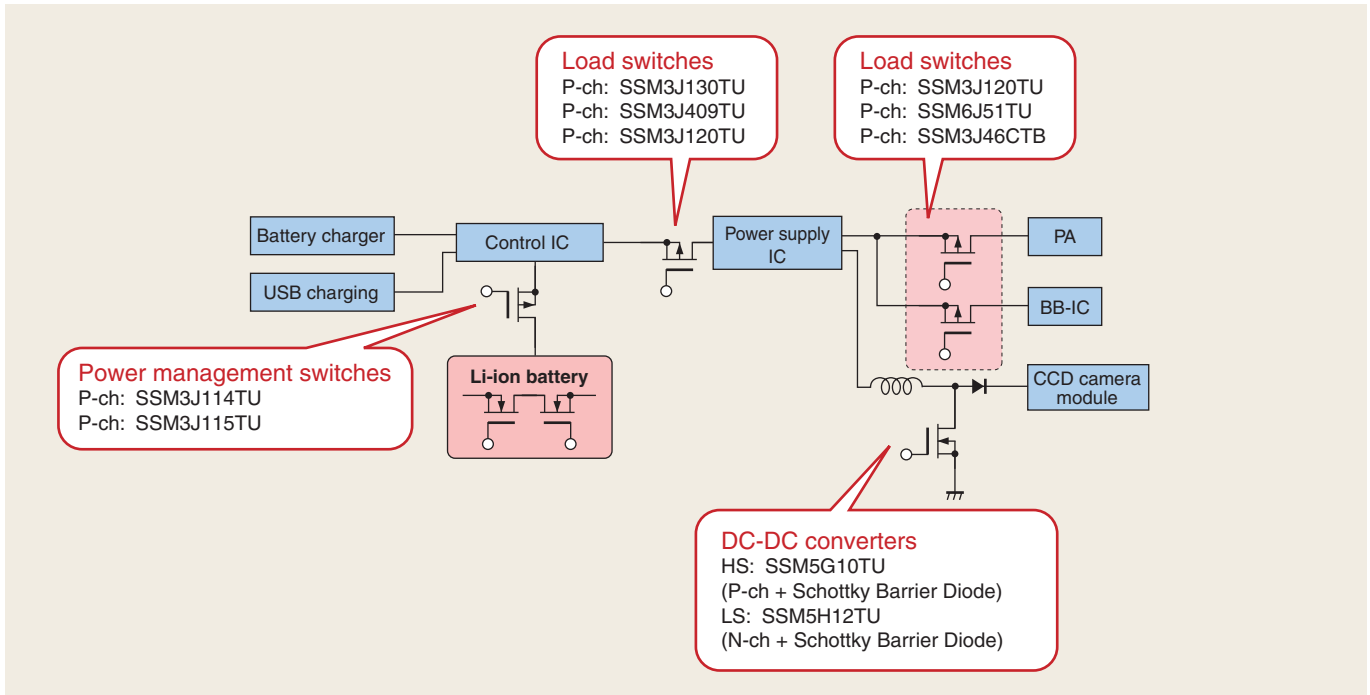 Load switches
P-ch: SSM3J130TU
P-ch: SSM3J409TU
P-ch: SSM3J120TU
Load switches
P-ch: SSM3J120TU
P-ch: SSM6J51TU
P-ch: SSM3J46CTB
Battery charger
USB charging
Control IC
Power supply
IC
PA
BB-IC
CCD camera
module
Power management switches
P-ch: SSM3J114TU
P-ch: SSM3J115TU
Li-ion battery
DC-DC converters
HS: SSM5G10TU
(P-ch + Schottky Barrier Diode)
LS: SSM5H12TU
(N-ch + Schottky Barrier Diode)